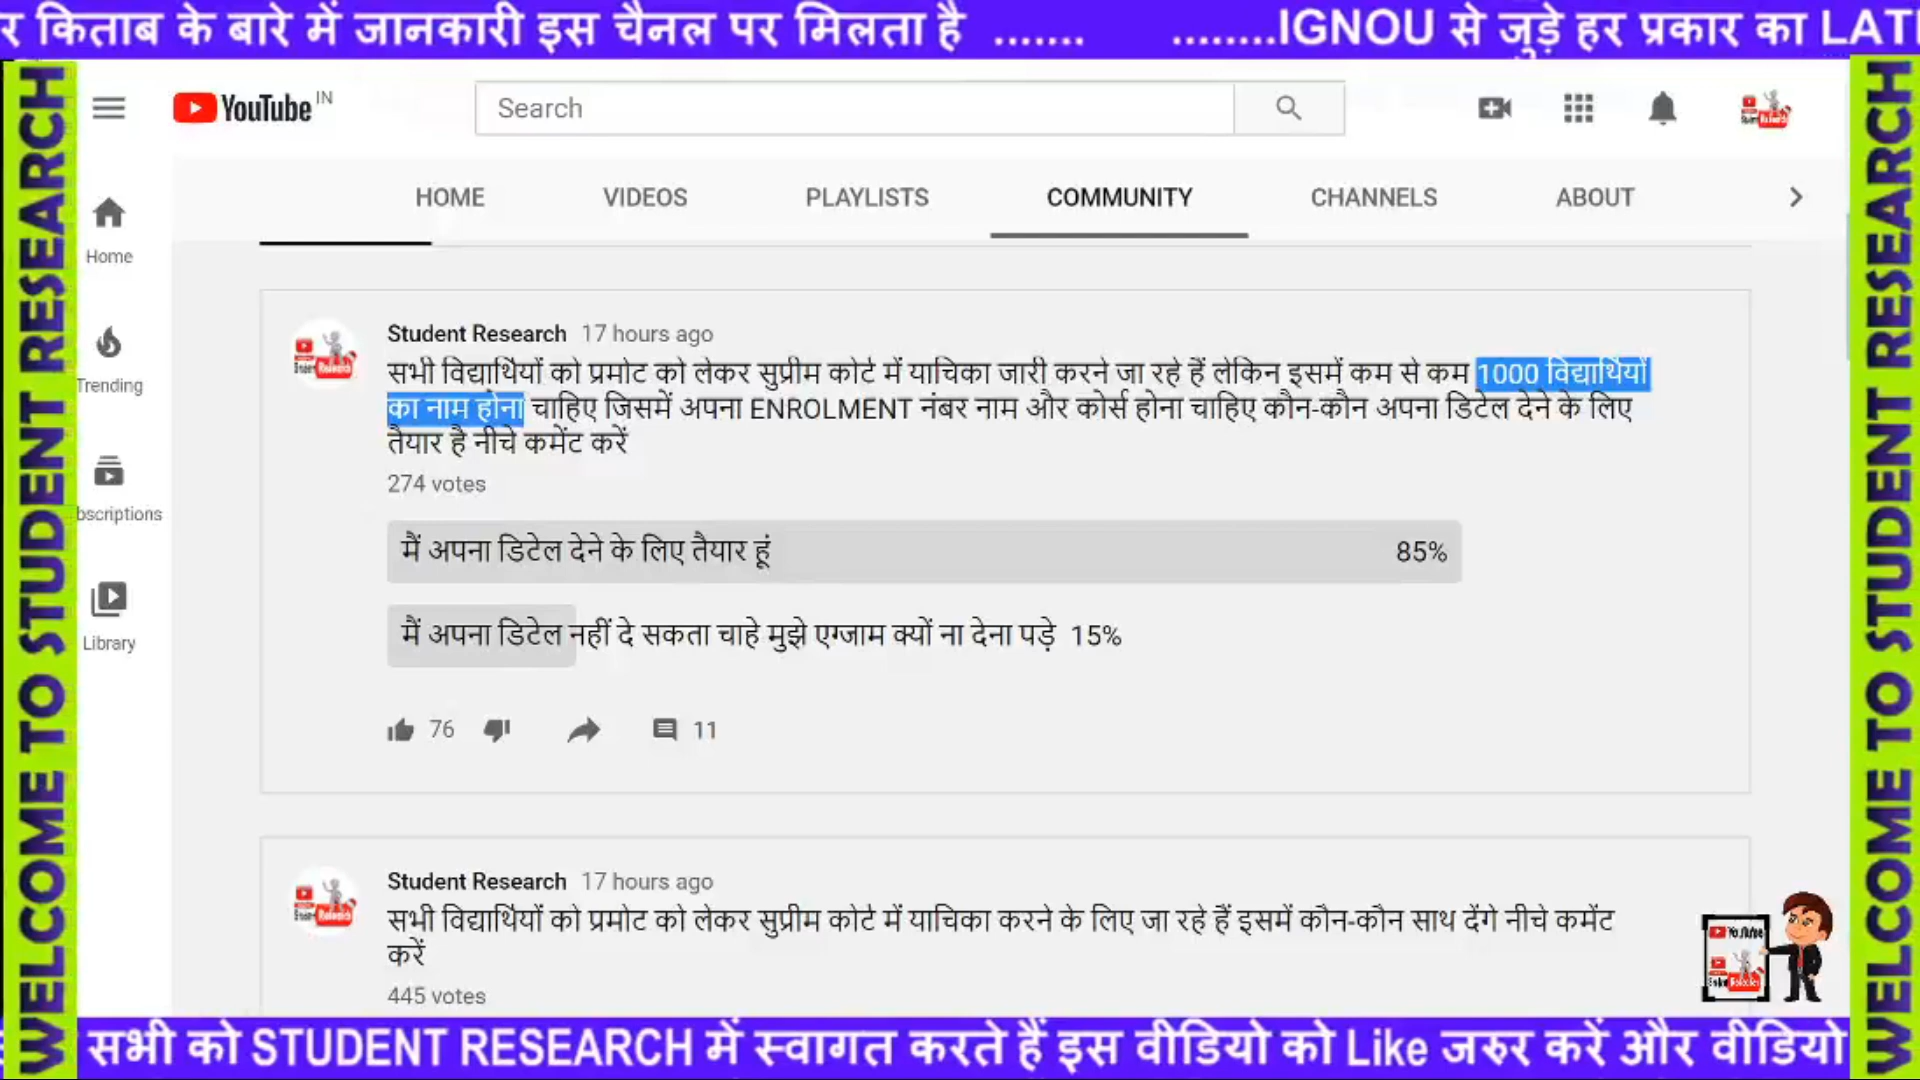 र किताब के बारे में जानकारी इस चैनल पर मिलता है ....... ........IGNOU से जुड़े हर प्रकार का LATI
WELCOME TO STUDENT RESEARCH
YouTube IN
Search
HOME VIDEOS PLAYLISTS COMMUNITY CHANNELS ABOUT
Home
Trending
bscriptions
Library
Student Research 17 hours ago
सभी विद्यार्थियों को प्रमोट को लेकर सुप्रीम कोर्ट में याचिका जारी करने जा रहे हैं लेकिन इसमें कम से कम 1000 विद्यार्थियों
का नाम होना चाहिए जिसमें अपना ENROLMENT नंबर नाम और कोर्स होना चाहिए कौन-कौन अपना डिटेल देने के लिए
तैयार है नीचे कमेंट करें
274 votes
मैं अपना डिटेल देने के लिए तैयार हूं 85%
मैं अपना डिटेल नहीं दे सकता चाहे मुझे एग्जाम क्यों ना देना पड़े 15%
76 11
Student Research 17 hours ago
सभी विद्यार्थियों को प्रमोट को लेकर सुप्रीम कोर्ट में याचिका करने के लिए जा रहे हैं इसमें कौन-कौन साथ देंगे नीचे कमेंट
करें
445 votes
YouTube
WELCOME TO STUDENT RESEARCH
सभी को STUDENT RESEARCH में स्वागत करते हैं इस वीडियो को Like जरुर करें और वीडियो